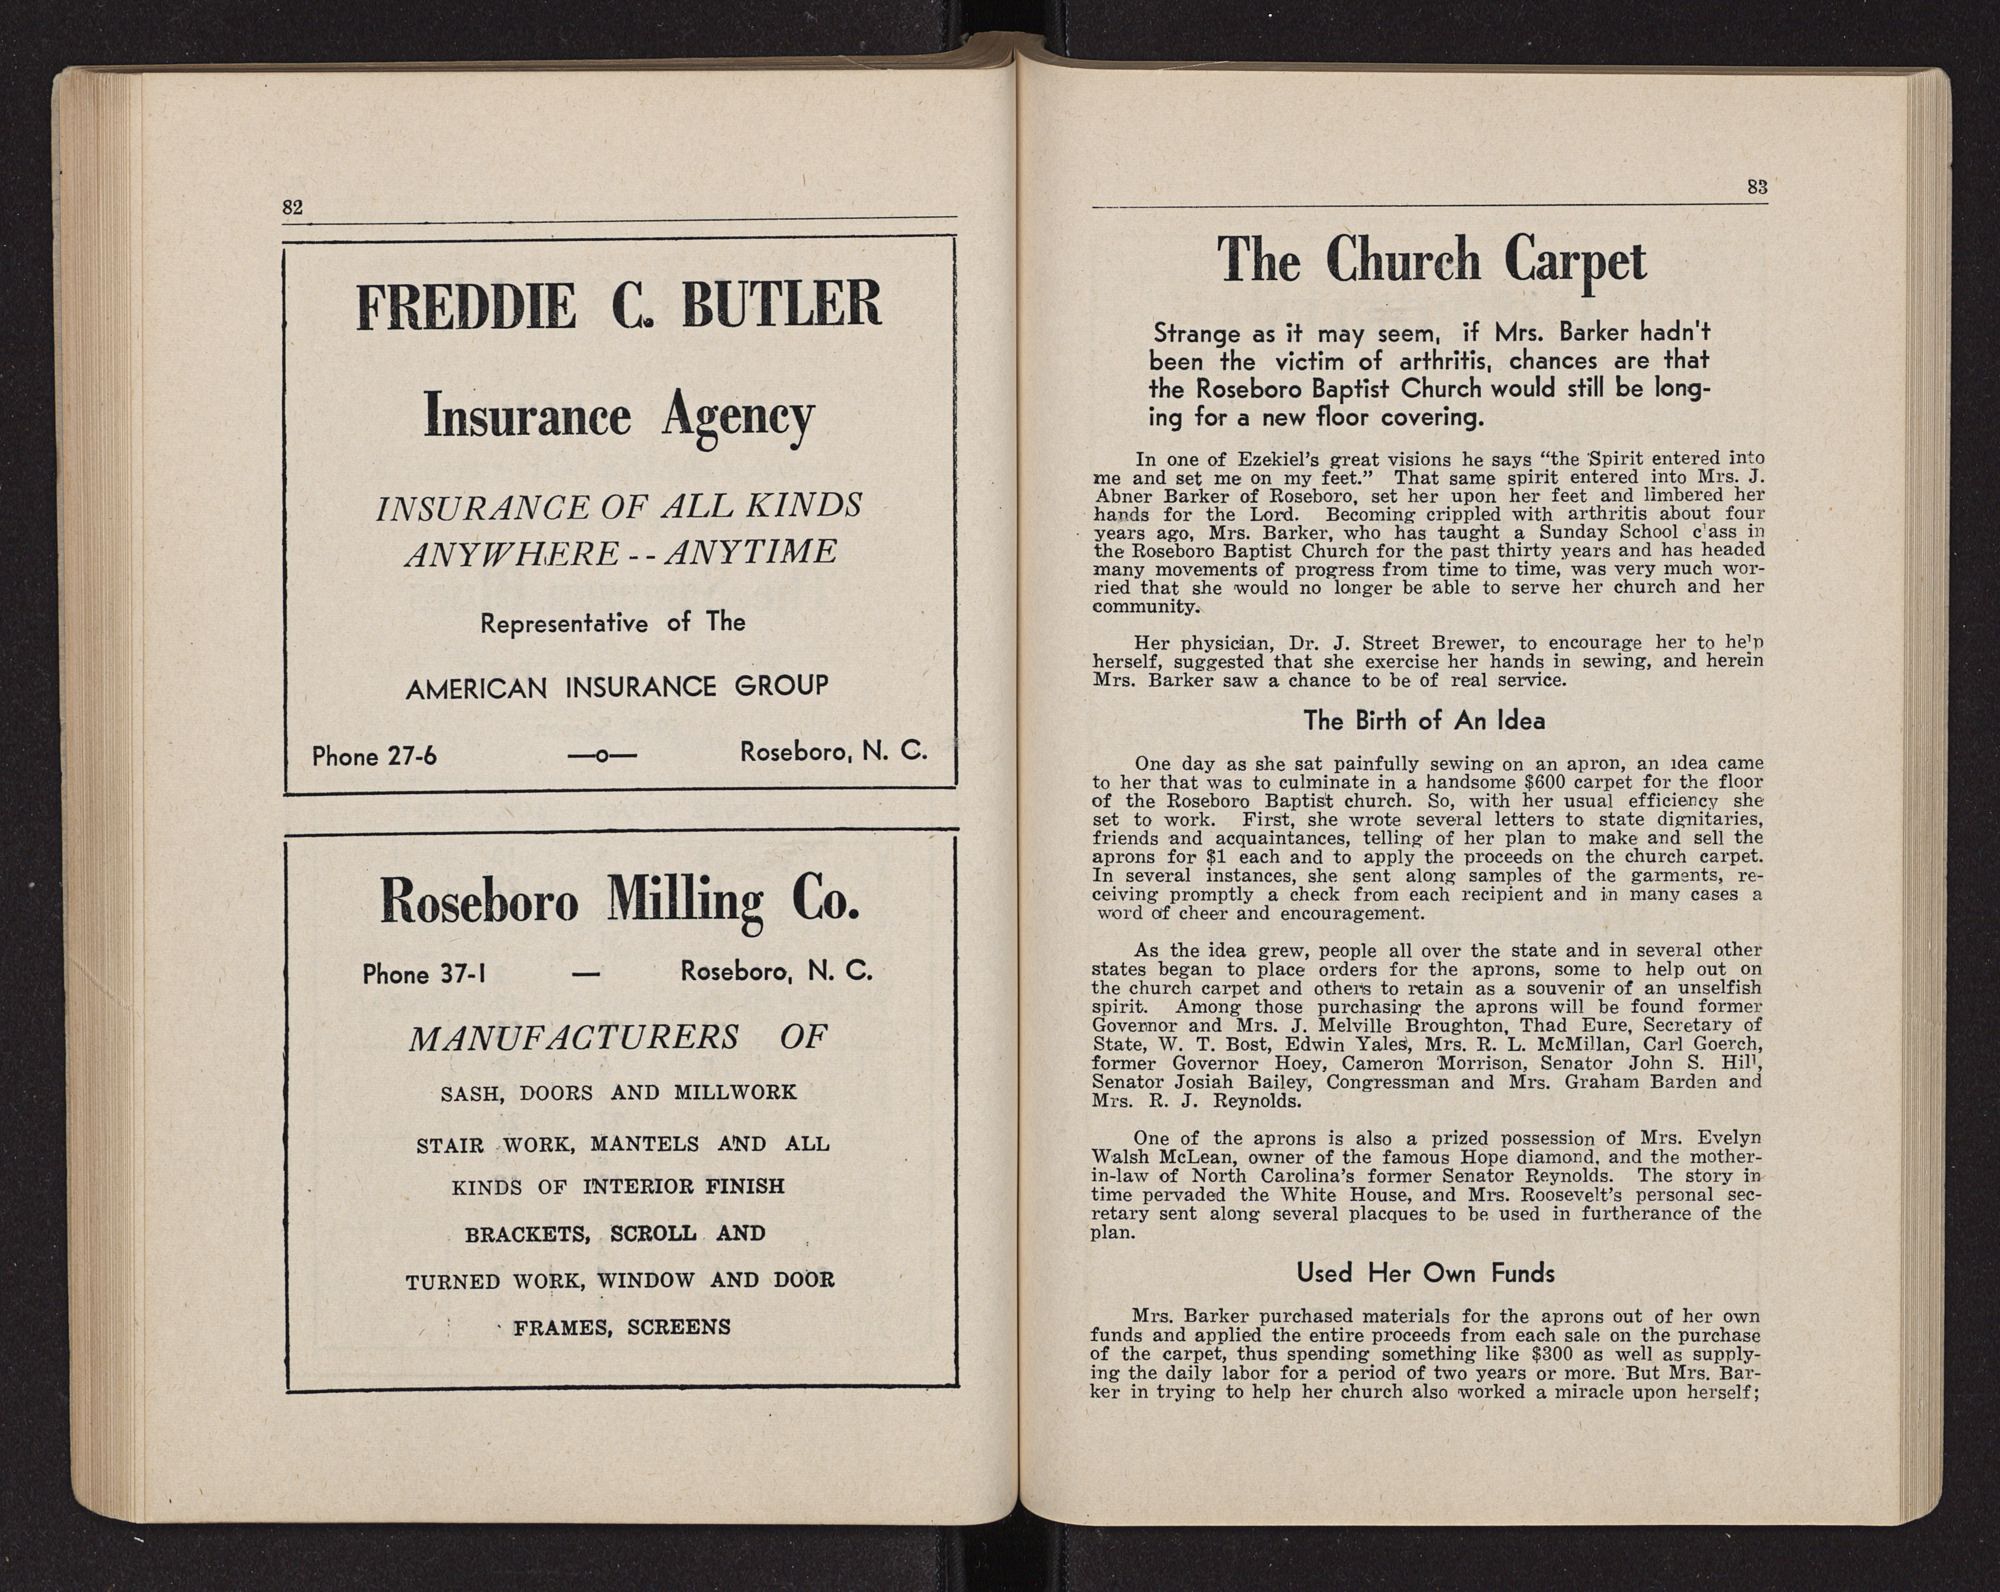 82
FREDDIE C. BUTLER
Insurance Agency
INSURANCE OF ALL KINDS
ANYWHERE -- ANYTIME
Representative of The
AMERICAN INSURANCE GROUP
Phone 27-6 —o— Roseboro, N. C.
Roseboro Milling Co.
Phone 37-1 — Roseboro, N. C.
MANUFACTURERS OF
SASH, DOORS AND MILLWORK
STAIR WORK, MANTELS AND ALL
KINDS OF INTERIOR FINISH
BRACKETS, SCROLL AND
TURNED WORK, WINDOW AND DOOR
FRAMES, SCREENS
83
The Church Carpet
Strange as it may seem, if Mrs. Barker hadn't
been the victim of arthritis, chances are that
the Roseboro Baptist Church would still be long-
ing for a new floor covering.
In one of Ezekiel's great visions he says "the Spirit entered into
me and set me on my feet." That same spirit entered into Mrs. J.
Abner Barker of Roseboro, set her upon her feet and limbered her
hands for the Lord. Becoming crippled with arthritis about four
years ago, Mrs. Barker, who has taught a Sunday School class in
the Roseboro Baptist Church for the past thirty years and has headed
many movements of progress from time to time, was very much wor-
ried that she would no longer be able to serve her church and her
community.
Her physician, Dr. J. Street Brewer, to encourage her to help
herself, suggested that she exercise her hands in sewing, and herein
Mrs. Barker saw a chance to be of real service.
The Birth of An Idea
One day as she sat painfully sewing on an apron, an idea came
to her that was to culminate in a handsome $600 carpet for the floor
of the Roseboro Baptist church. So, with her usual efficiency she
set to work. First, she wrote several letters to state dignitaries,
friends and acquaintances, telling of her plan to make and sell the
aprons for $1 each and to apply the proceeds on the church carpet.
In several instances, she sent along samples of the garments, re-
ceiving promptly a check from each recipient and in many cases a
word of cheer and encouragement.
As the idea grew, people all over the state and in several other
states began to place orders for the aprons, some to help out on
the church carpet and others to retain as a souvenir of an unselfish
spirit. Among those purchasing the aprons will be found former
Governor and Mrs. J. Melville Broughton, Thad Eure, Secretary of
State, W. T. Bost, Edwin Yales, Mrs. R. L. McMillan, Carl Goerch,
former Governor Hoey, Cameron Morrison, Senator John S. Hill,
Senator Josiah Bailey, Congressman and Mrs. Graham Barden and
Mrs. R. J. Reynolds.
One of the aprons is also a prized possession of Mrs. Evelyn
Walsh McLean, owner of the famous Hope diamond, and the mother-
in-law of North Carolina's former Senator Reynolds. The story in
time pervaded the White House, and Mrs. Roosevelt's personal sec-
retary sent along several placques to be used in furtherance of the
plan.
Used Her Own Funds
Mrs. Barker purchased materials for the aprons out of her own
funds and applied the entire proceeds from each sale on the purchase
of the carpet, thus spending something like $300 as well as supply-
ing the daily labor for a period of two years or more. But Mrs. Bar-
ker in trying to help her church also worked a miracle upon herself;